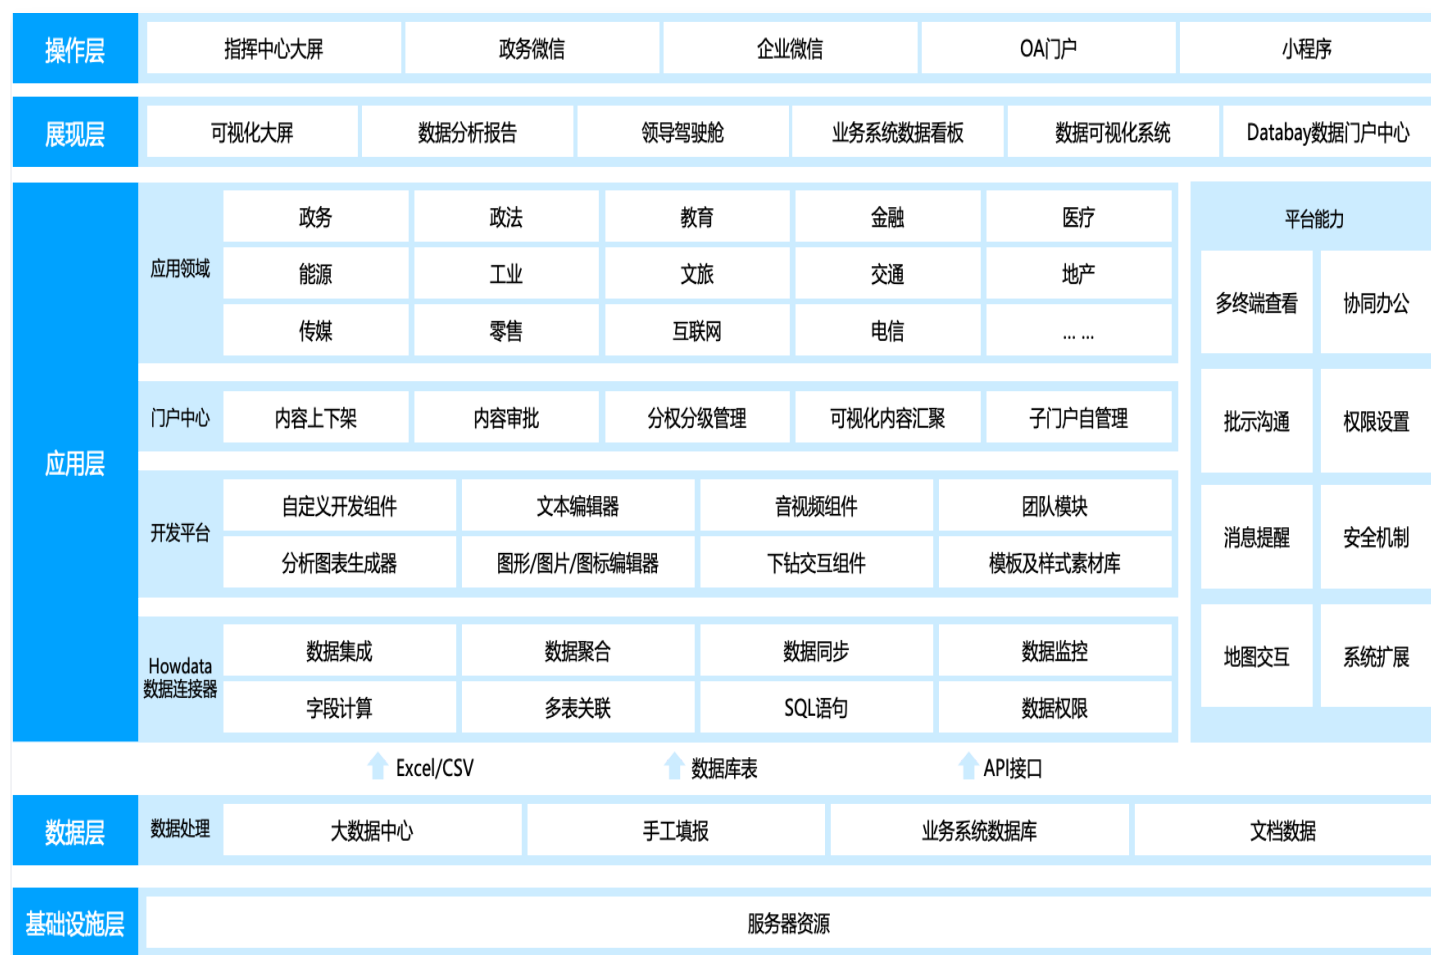 操作层
指挥中心大屏
政务微信
企业微信
OA门户
小程序
展现层
可视化大屏
数据分析报告
领导驾驶舱
业务系统数据看板
数据可视化系统
Databay数据门户中心
应用层
应用领域
政务
政法
教育
金融
医疗
能源
工业
文旅
交通
地产
传媒
零售
互联网
电信
... ...
门户中心
内容上下架
内容审批
分权分级管理
可视化内容汇聚
子门户自管理
开发平台
自定义开发组件
文本编辑器
音视频组件
团队模块
分析图表生成器
图形/图片/图标编辑器
下钻交互组件
模板及样式素材库
Howdata
数据连接器
数据集成
数据聚合
数据同步
数据监控
字段计算
多表关联
SQL语句
数据权限
平台能力
多终端查看
协同办公
批示沟通
权限设置
消息提醒
安全机制
地图交互
系统扩展
Excel/CSV
数据库表
API接口
数据层
数据处理
大数据中心
手工填报
业务系统数据库
文档数据
基础设施层
服务器资源